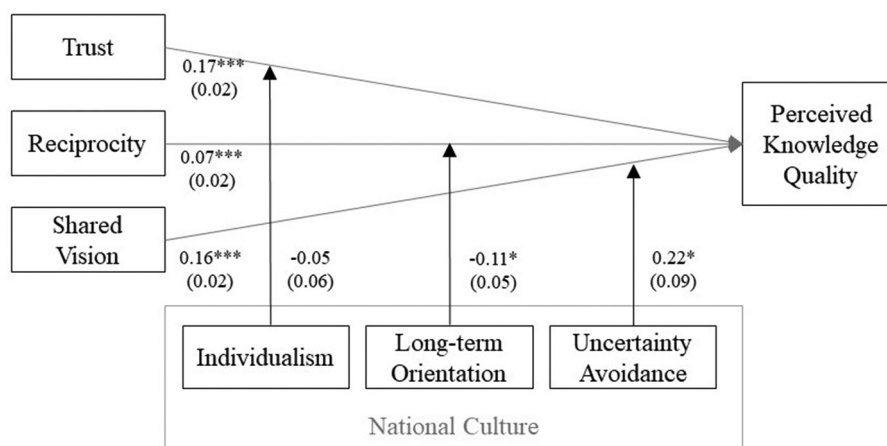 Trust
0.17***
(0.02)
Reciprocity
0.07***
(0.02)
Perceived
Knowledge
Quality
Shared
Vision
0.16***
(0.02)
-0.05
(0.06)
-0.11*
(0.05)
0.22*
(0.09)
Individualism
Long-term
Orientation
Uncertainty
Avoidance
National Culture